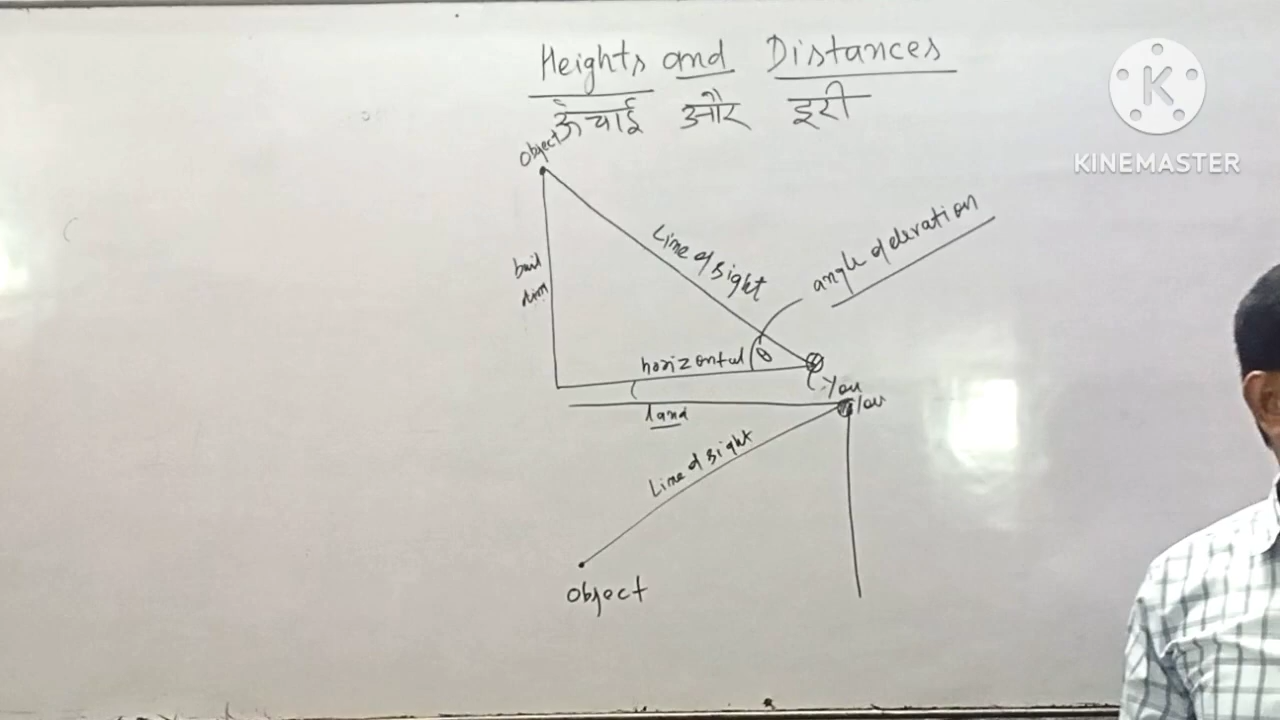 Heights and Distances
ऊँचाई और इरी
Object
Line of sight
angle of elevation
horizontal θ
You
land
You
Line of sight
object
K
KINEMASTER